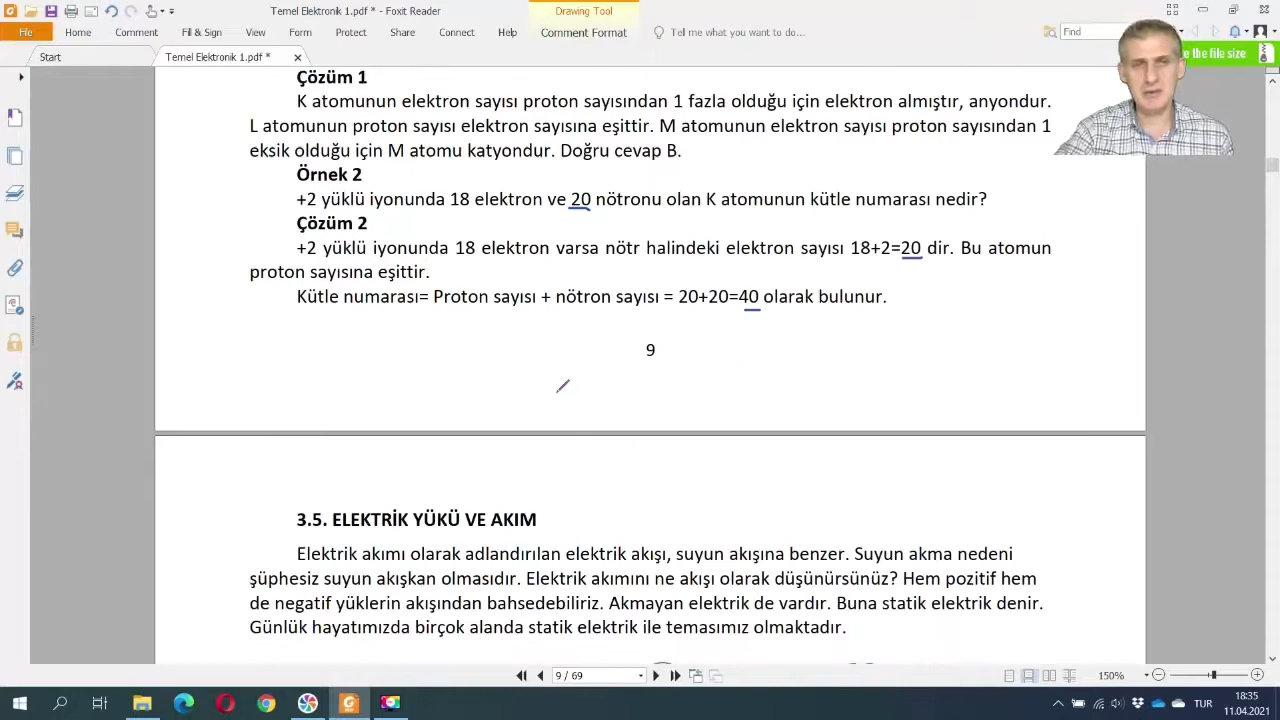 Temel Elektronik 1.pdf * - Foxit Reader
Drawing Tool
File Home Comment Fill & Sign View Form Protect Share Connect Help Comment Format Tell me what you want to do... Find
Start Temel Elektronik 1.pdf *
e the file size
Çözüm 1
K atomunun elektron sayısı proton sayısından 1 fazla olduğu için elektron almıştır, anyondur.
L atomunun proton sayısı elektron sayısına eşittir. M atomunun elektron sayısı proton sayısından 1
eksik olduğu için M atomu katyondur. Doğru cevap B.
Örnek 2
+2 yüklü iyonunda 18 elektron ve 20 nötronu olan K atomunun kütle numarası nedir?
Çözüm 2
+2 yüklü iyonunda 18 elektron varsa nötr halindeki elektron sayısı 18+2=20 dir. Bu atomun
proton sayısına eşittir.
Kütle numarası= Proton sayısı + nötron sayısı = 20+20=40 olarak bulunur.
9
3.5. ELEKTRİK YÜKÜ VE AKIM
Elektrik akımı olarak adlandırılan elektrik akışı, suyun akışına benzer. Suyun akma nedeni
şüphesiz suyun akışkan olmasıdır. Elektrik akımını ne akışı olarak düşünürsünüz? Hem pozitif hem
de negatif yüklerin akışından bahsedebiliriz. Akmayan elektrik de vardır. Buna statik elektrik denir.
Günlük hayatımızda birçok alanda statik elektrik ile temasımız olmaktadır.
9 / 69
150%
TUR
18:35
11.04.2021